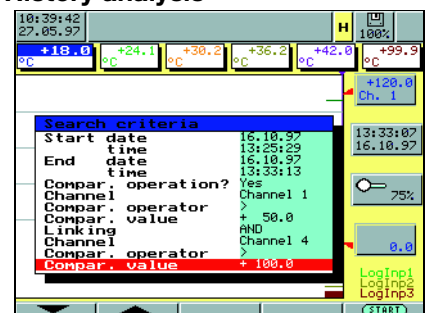 History analysis
10:39:42
27.05.97
H
100%
+18.0 °C
+24.1 °C
+30.2 °C
+36.2 °C
+42.0
+99.9 °C
+120.0
Ch. 1
Search criteria
Start date 16.10.97
time 13:25:29
End date 16.10.97
time 13:33:13
Compar. operation? Yes
Channel Channel 1
Compar. operator >
Compar. value + 50.0
Linking AND
Channel Channel 4
Compar. operator >
Compar. value + 100.0
13:33:07
16.10.97
75%
0.0
LogInp1
LogInp2
LogInp3
START